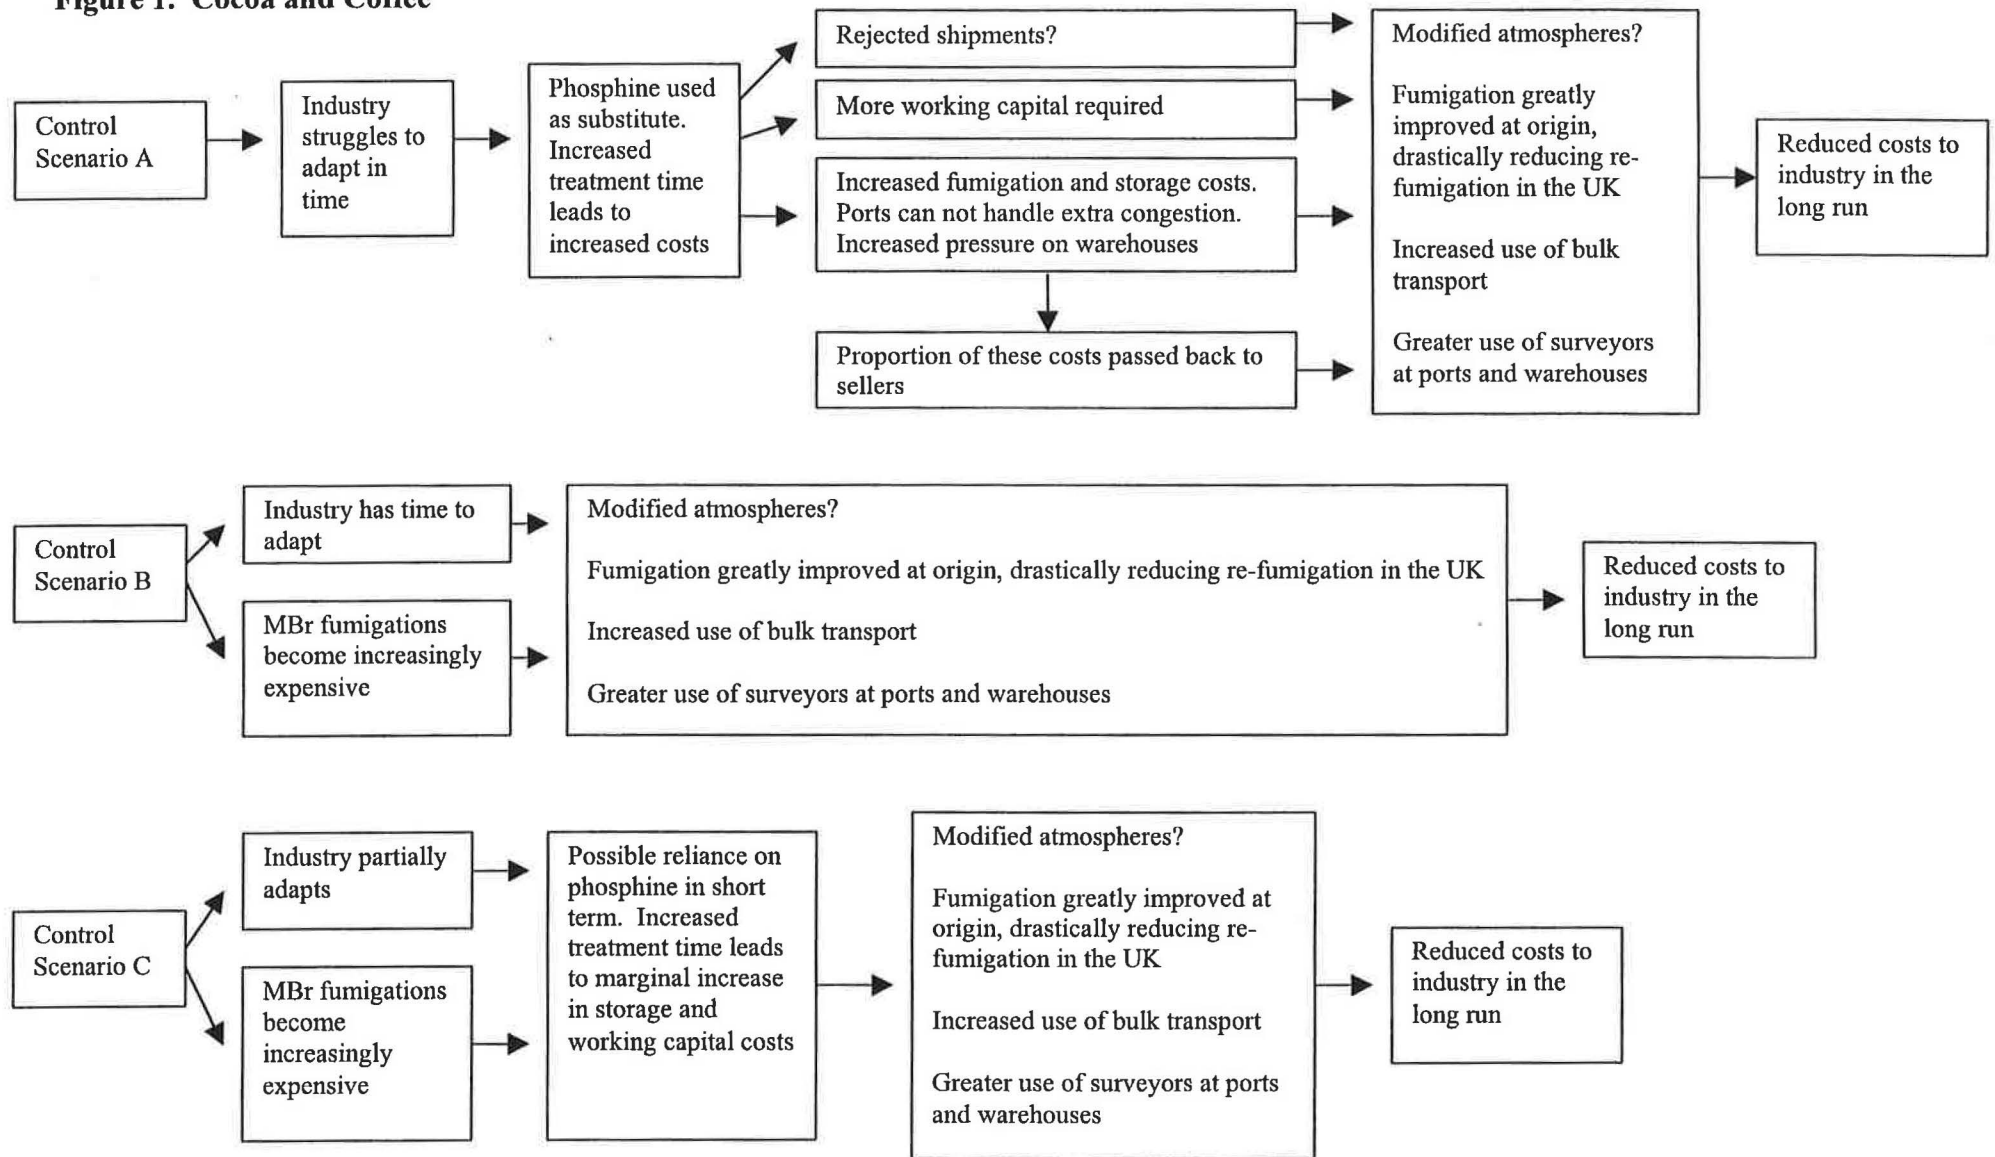 Figure 1. Cocoa and Coffee
Control
Scenario A
Industry
struggles to
adapt in
time
Phosphine used
as substitute.
Increased
treatment time
leads to
increased costs
Rejected shipments?
More working capital required
Increased fumigation and storage costs.
Ports can not handle extra congestion.
Increased pressure on warehouses
Proportion of these costs passed back to
sellers
Modified atmospheres?
Fumigation greatly
improved at origin,
drastically reducing re-
fumigation in the UK
Increased use of bulk
transport
Greater use of surveyors
at ports and warehouses
Reduced costs to
industry in the
long run
Control
Scenario B
Industry has time to
adapt
MBr fumigations
become increasingly
expensive
Modified atmospheres?
Fumigation greatly improved at origin, drastically reducing re-fumigation in the UK
Increased use of bulk transport
Greater use of surveyors at ports and warehouses
Reduced costs to
industry in the
long run
Control
Scenario C
Industry partially
adapts
MBr fumigations
become
increasingly
expensive
Possible reliance on
phosphine in short
term. Increased
treatment time leads
to marginal increase
in storage and
working capital costs
Modified atmospheres?
Fumigation greatly improved at
origin, drastically reducing re-
fumigation in the UK
Increased use of bulk transport
Greater use of surveyors at ports
and warehouses
Reduced costs to
industry in the
long run